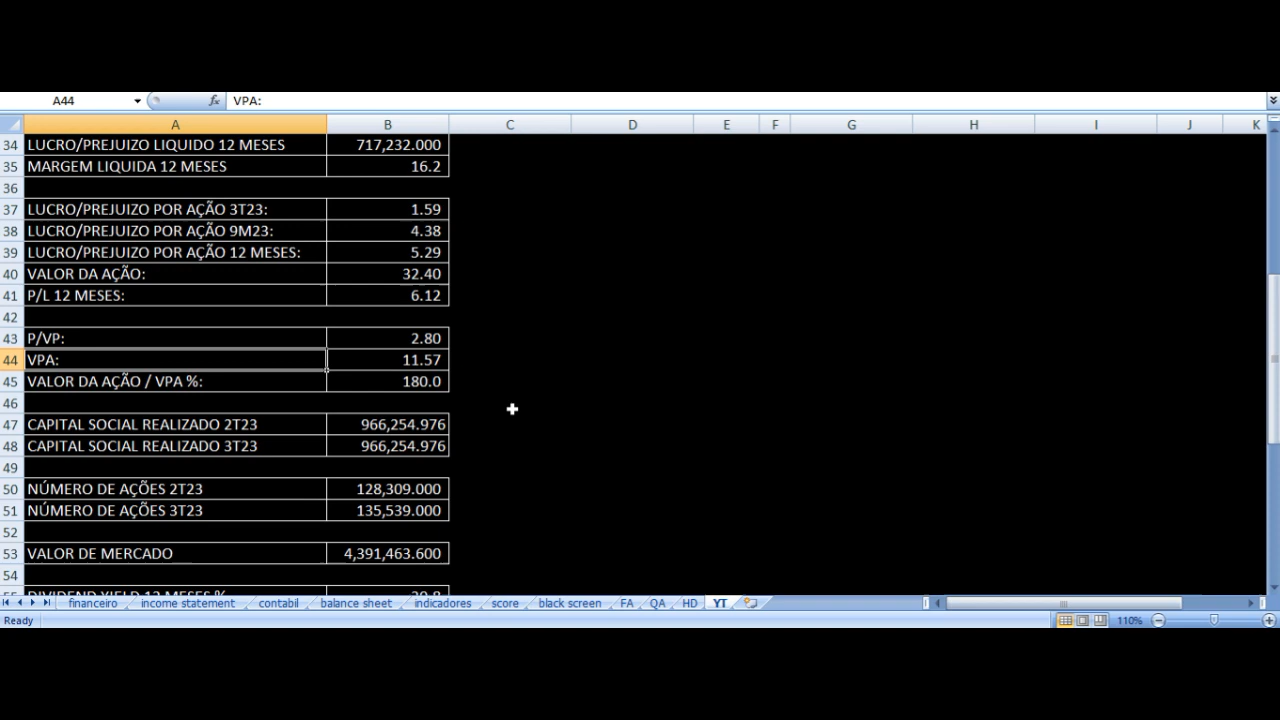 A44 fx VPA:
A B C D E F G H I J K
34 LUCRO/PREJUIZO LIQUIDO 12 MESES 717,232.000
35 MARGEM LIQUIDA 12 MESES 16.2
36
37 LUCRO/PREJUIZO POR AÇÃO 3T23: 1.59
38 LUCRO/PREJUIZO POR AÇÃO 9M23: 4.38
39 LUCRO/PREJUIZO POR AÇÃO 12 MESES: 5.29
40 VALOR DA AÇÃO: 32.40
41 P/L 12 MESES: 6.12
42
43 P/VP: 2.80
44 VPA: 11.57
45 VALOR DA AÇÃO / VPA %: 180.0
46
47 CAPITAL SOCIAL REALIZADO 2T23 966,254.976
48 CAPITAL SOCIAL REALIZADO 3T23 966,254.976
49
50 NÚMERO DE AÇÕES 2T23 128,309.000
51 NÚMERO DE AÇÕES 3T23 135,539.000
52
53 VALOR DE MERCADO 4,391,463.600
54
55 DIVIDEND YIELD 12 MESES %
financeiro income statement contabil balance sheet indicadores score black screen FA QA HD YT
Ready 110%